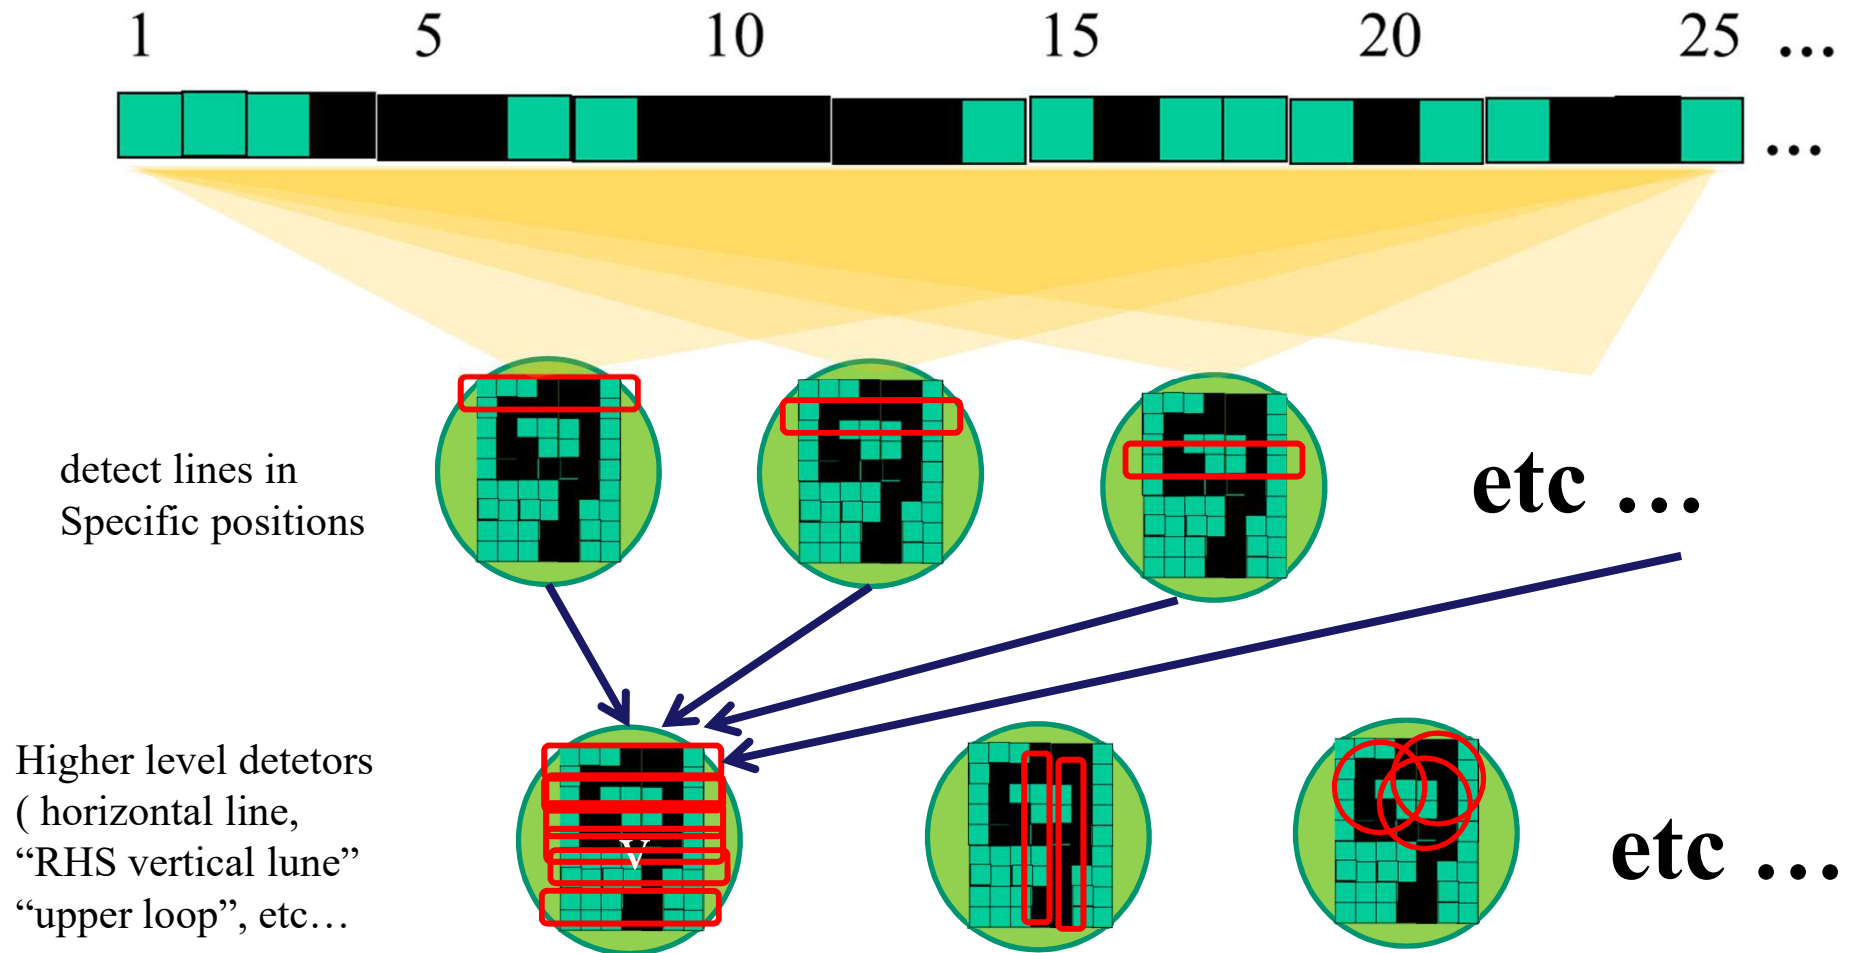 1 5 10 15 20 25 ...
...
detect lines in
Specific positions
etc …
Higher level detetors
( horizontal line,
“RHS vertical lune”
“upper loop”, etc…
v
etc …